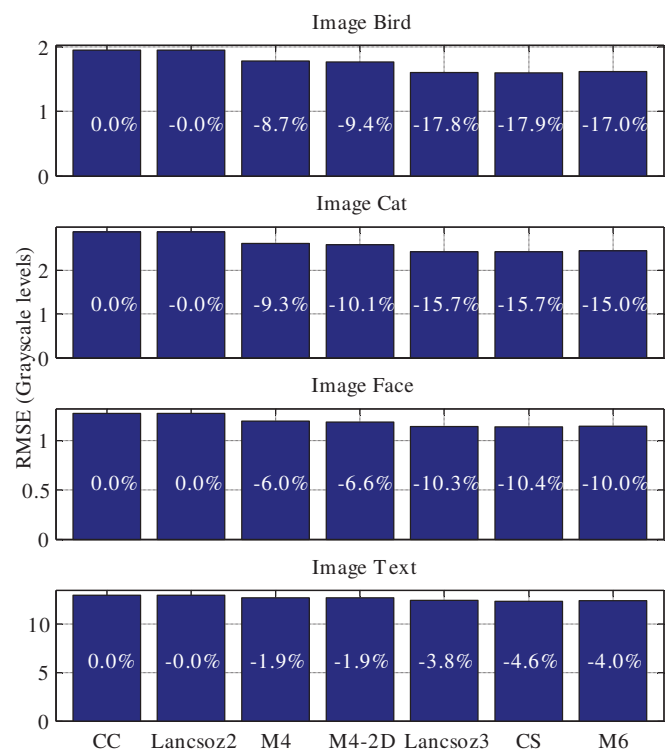 Image Bird
2
1
0
0.0% -0.0% -8.7% -9.4% -17.8% -17.9% -17.0%
Image Cat
2
1
0
0.0% -0.0% -9.3% -10.1% -15.7% -15.7% -15.0%
RMSE (Grayscale levels)
Image Face
1
0.5
0
0.0% 0.0% -6.0% -6.6% -10.3% -10.4% -10.0%
Image Text
10
5
0
0.0% -0.0% -1.9% -1.9% -3.8% -4.6% -4.0%
CC Lancsoz2 M4 M4-2D Lancsoz3 CS M6